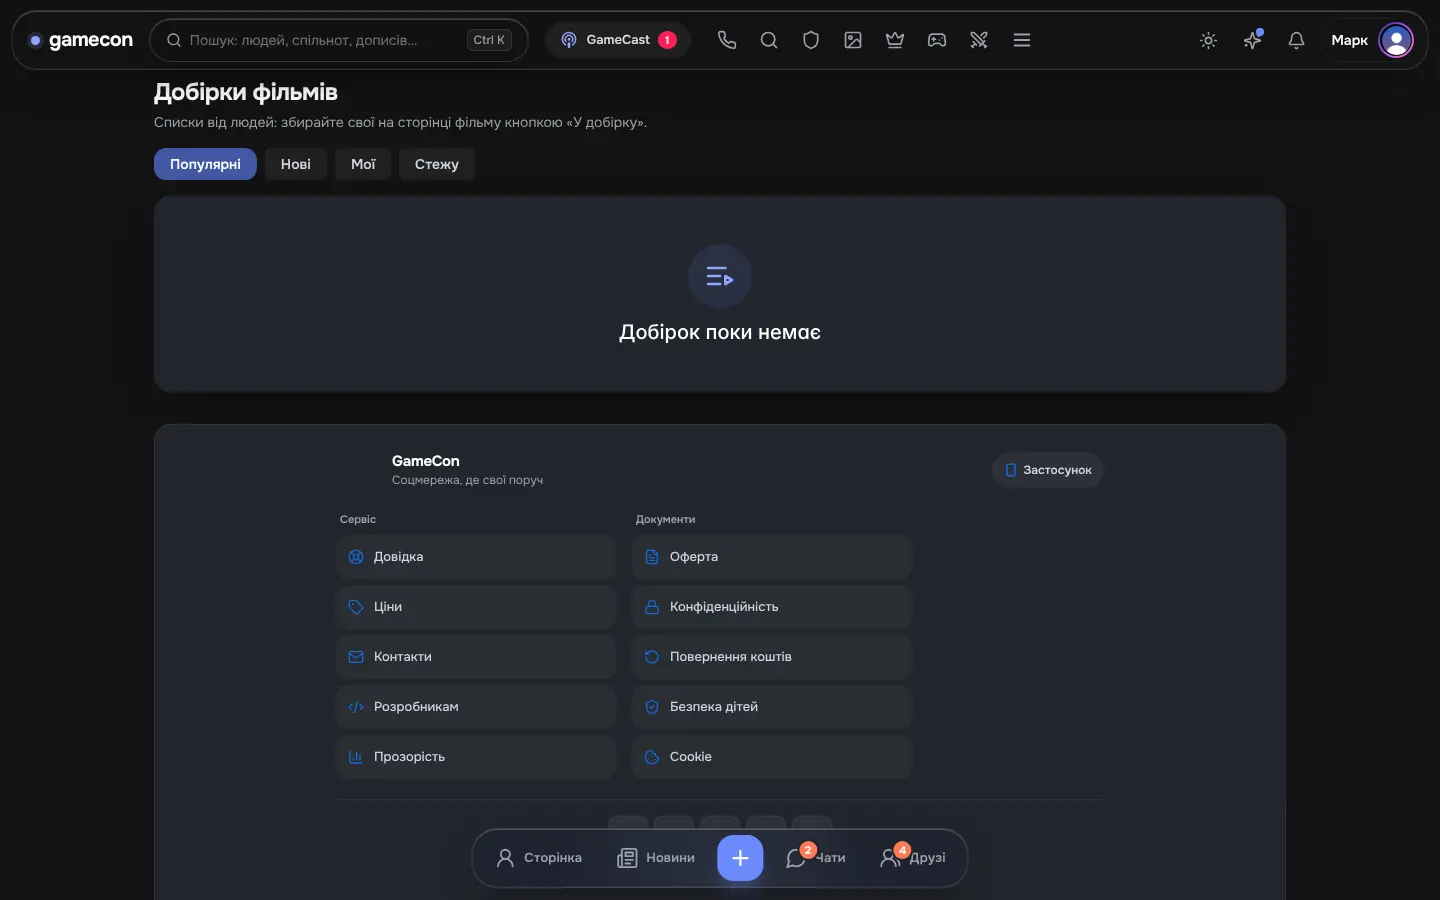 gamecon
Пошук: людей, спільнот, дописів...
Ctrl K
GameCast 1
Марк
Добірки фільмів
Списки від людей: збирайте свої на сторінці фільму кнопкою «У добірку».
Популярні
Нові
Мої
Стежу
Добірок поки немає
GameCon
Соцмережа, де свої поруч
Застосунок
Сервіс
Довідка
Ціни
Контакти
Розробникам
Прозорість
Документи
Оферта
Конфіденційність
Повернення коштів
Безпека дітей
Cookie
Сторінка
Новини
2
Чати
4
Друзі